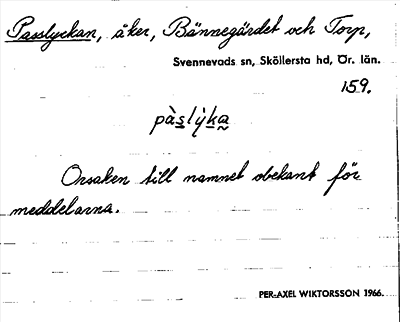 Passlyckan, åker, Bännegärdet och Torp,
Svennevads sn, Sköllersta hd, Ör. län.
159.
pàslýka
Orsaken till namnet obekant för
meddelarna.
PER-AXEL WIKTORSSON 1966.